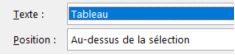 Texte : Tableau
Position : Au-dessus de la sélection